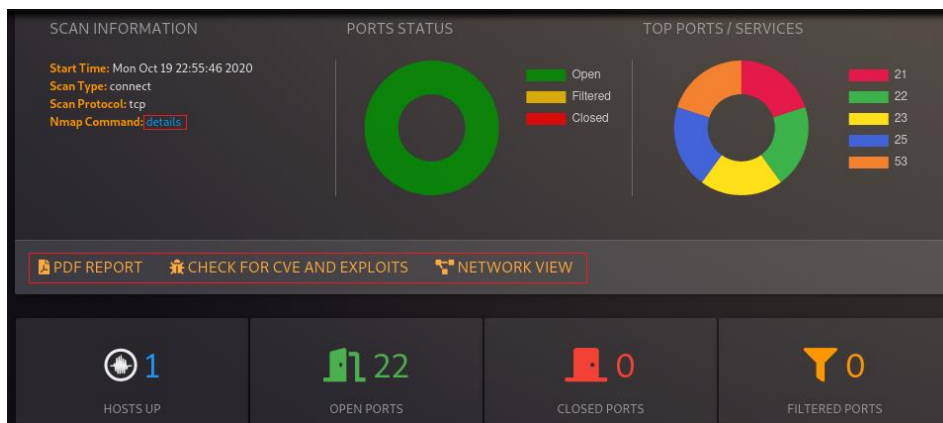 SCAN INFORMATION
Start Time: Mon Oct 19 22:55:46 2020
Scan Type: connect
Scan Protocol: tcp
Nmap Command: details
PORTS STATUS
Open
Filtered
Closed
TOP PORTS / SERVICES
21
22
23
25
53
PDF REPORT CHECK FOR CVE AND EXPLOITS NETWORK VIEW
1
HOSTS UP
22
OPEN PORTS
0
CLOSED PORTS
0
FILTERED PORTS